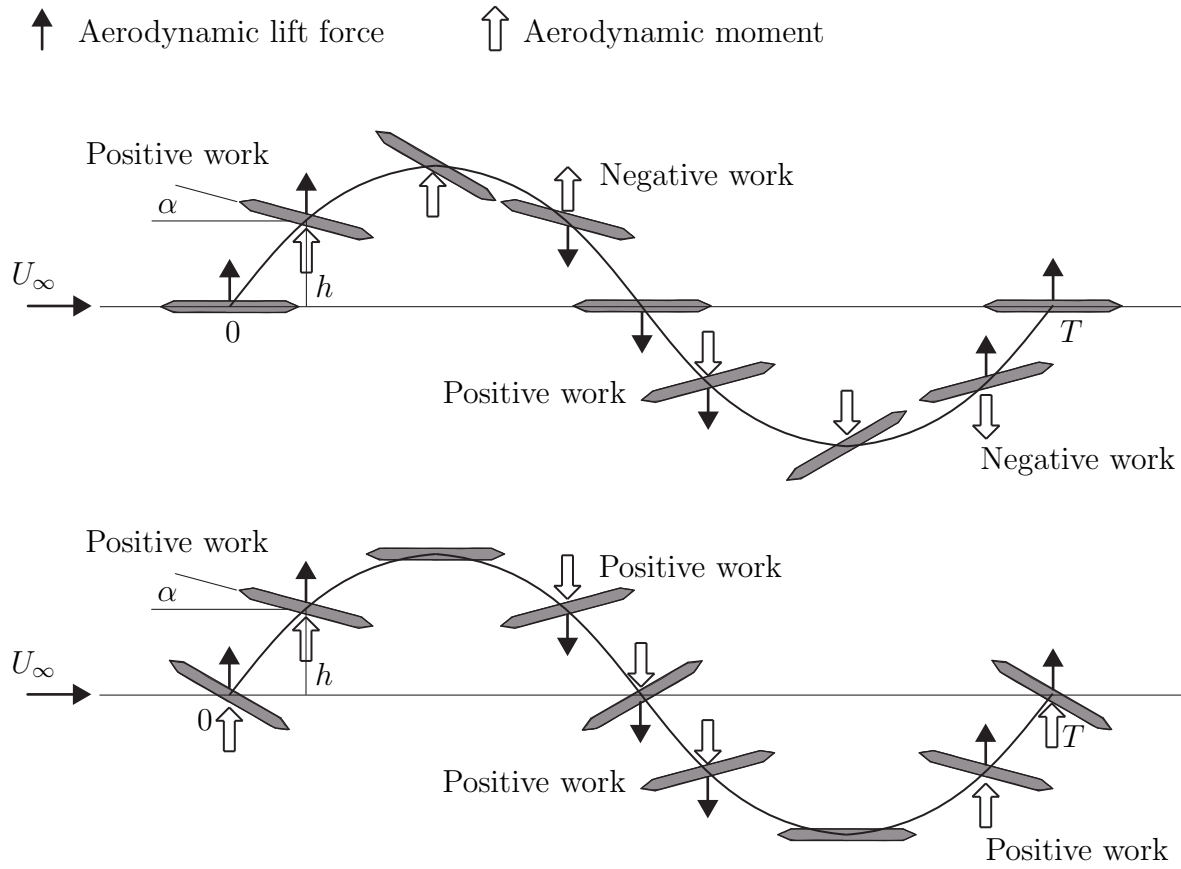 Aerodynamic lift force
Aerodynamic moment
Positive work
Negative work
α
U∞
h
0
T
Positive work
Negative work
Positive work
Positive work
α
U∞
h
0
T
Positive work
Positive work